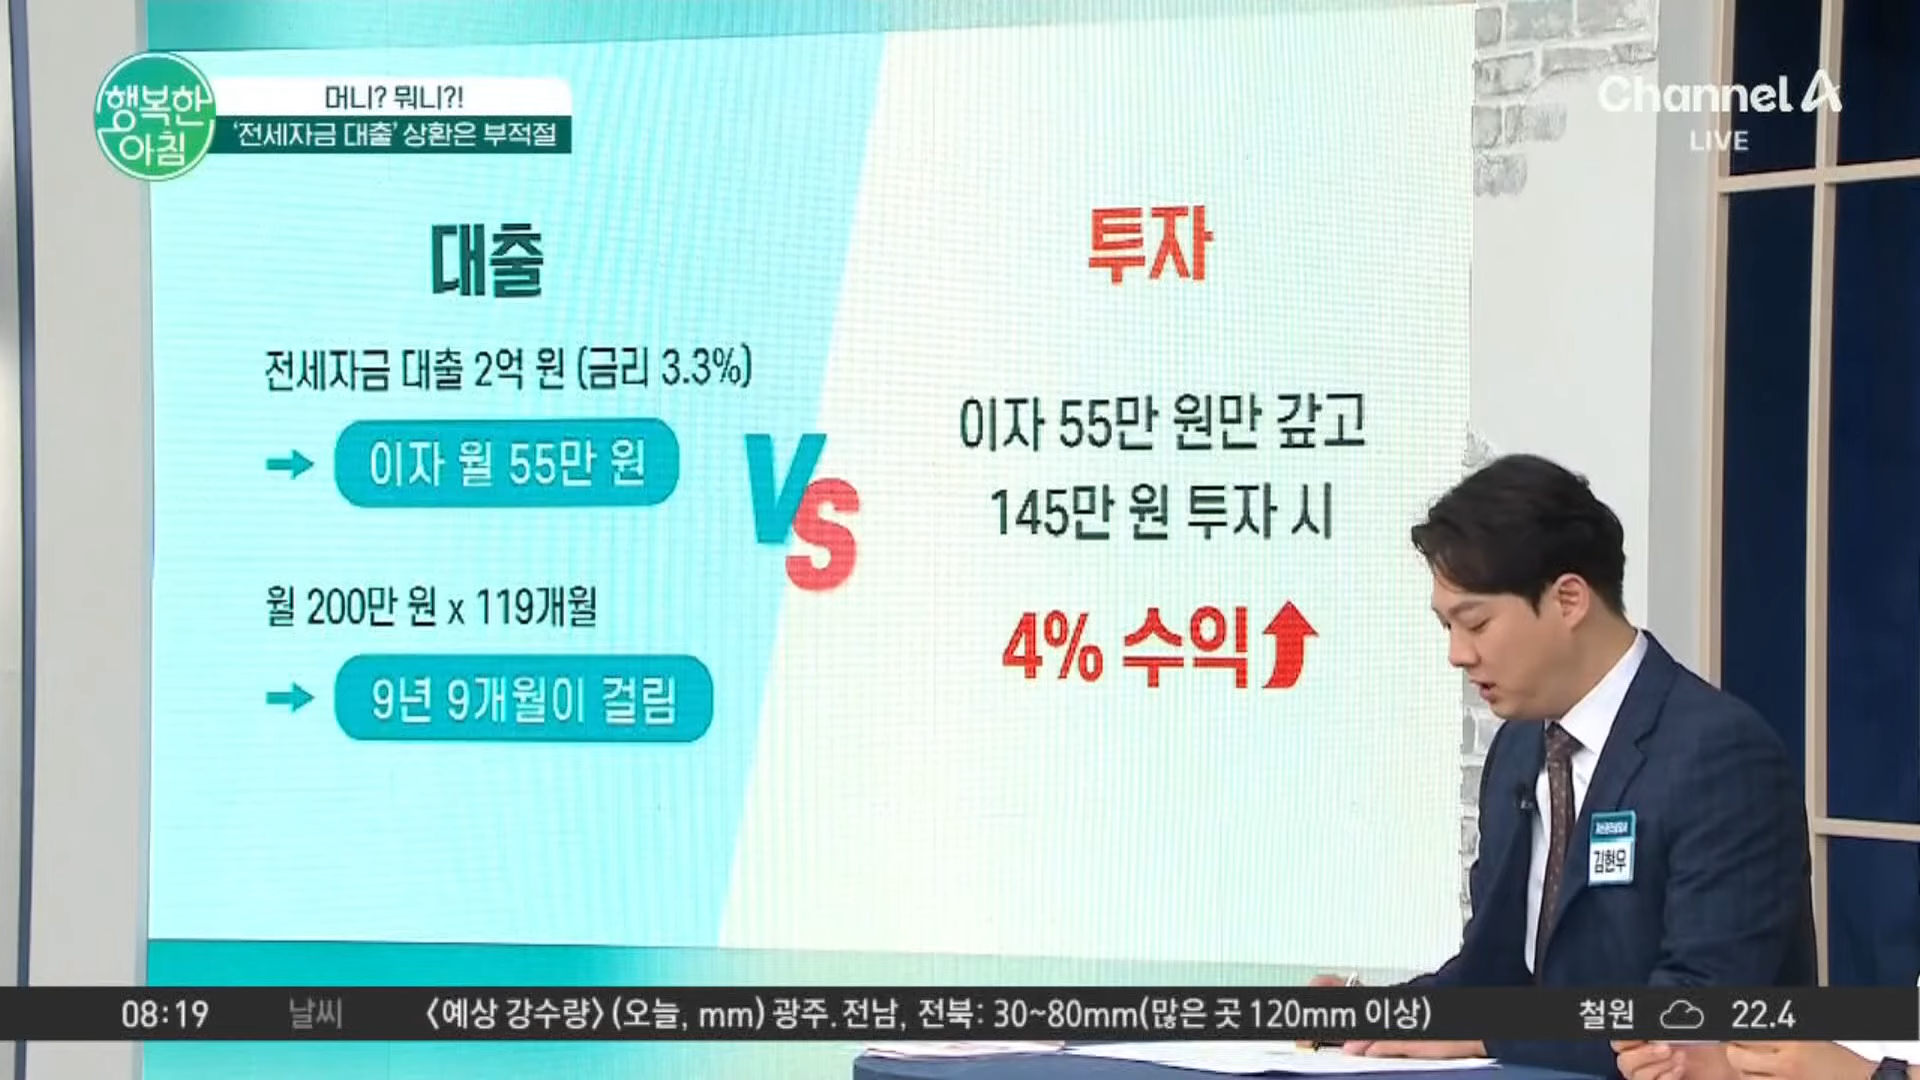 행복한
아침
머니? 뭐니?!
‘전세자금 대출’ 상환은 부적절
Channel A
LIVE
대출
전세자금 대출 2억 원 (금리 3.3%)
➡ 이자 월 55만 원
월 200만 원 x 119개월
➡ 9년 9개월이 걸림
VS
투자
이자 55만 원만 갚고
145만 원 투자 시
4% 수익⬆
김현우
08:19 날씨 〈예상 강수량〉 (오늘, mm) 광주.전남, 전북: 30~80mm(많은 곳 120mm 이상) 철원 22.4